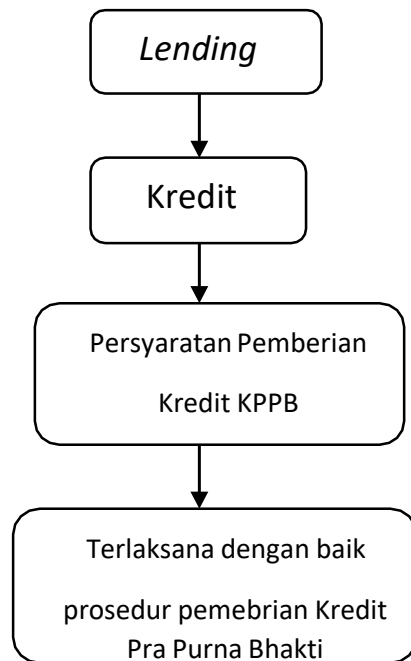 Lending
Kredit
Persyaratan Pemberian
Kredit KPPB
Terlaksana dengan baik
prosedur pemebrian Kredit
Pra Purna Bhakti